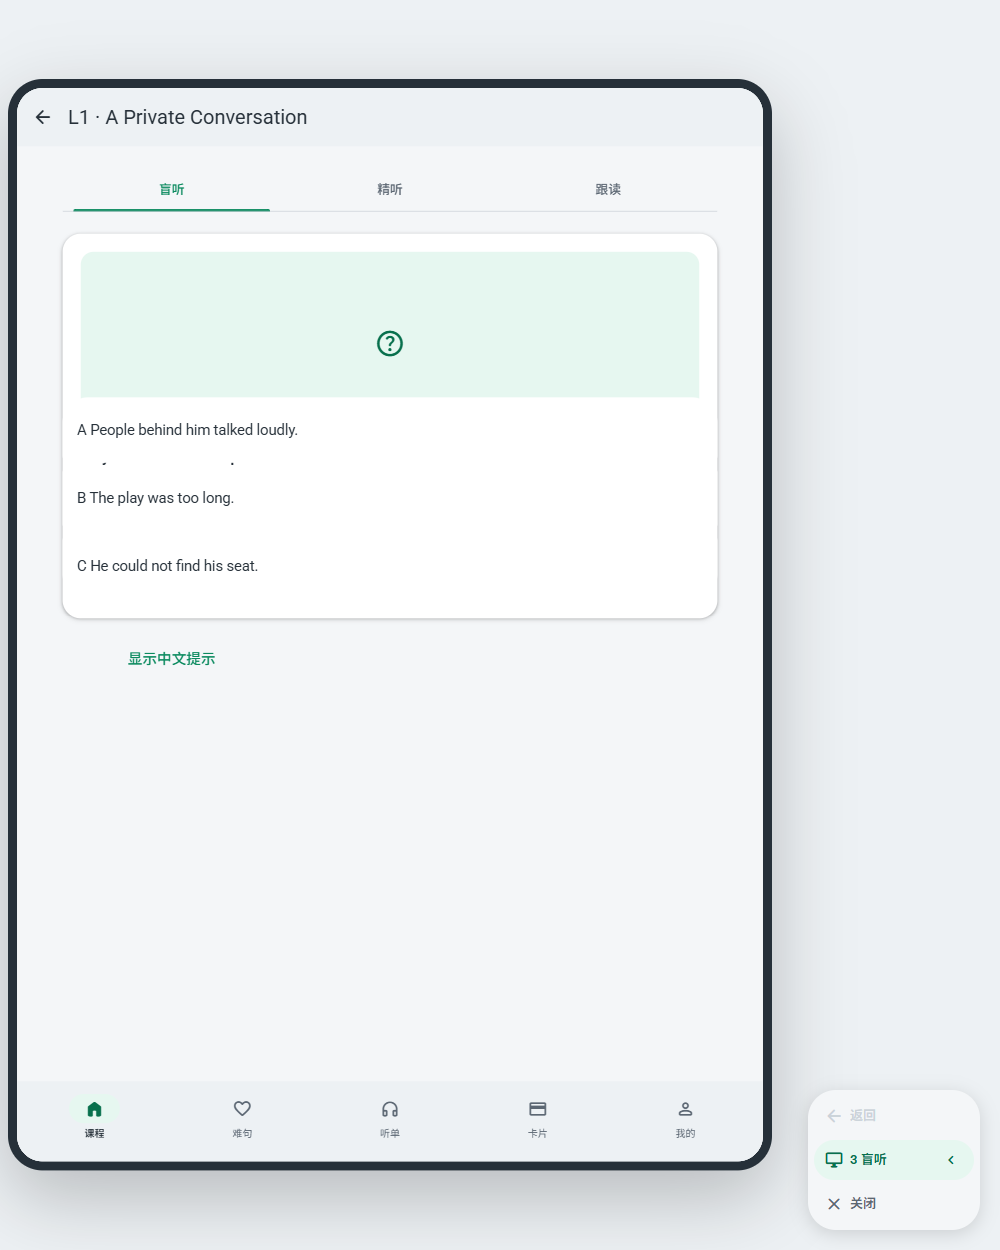 L1 · A Private Conversation
盲听
精听
跟读
A People behind him talked loudly.
B The play was too long.
C He could not find his seat.
显示中文提示
课程
难句
听单
卡片
我的
返回
3 盲听
关闭